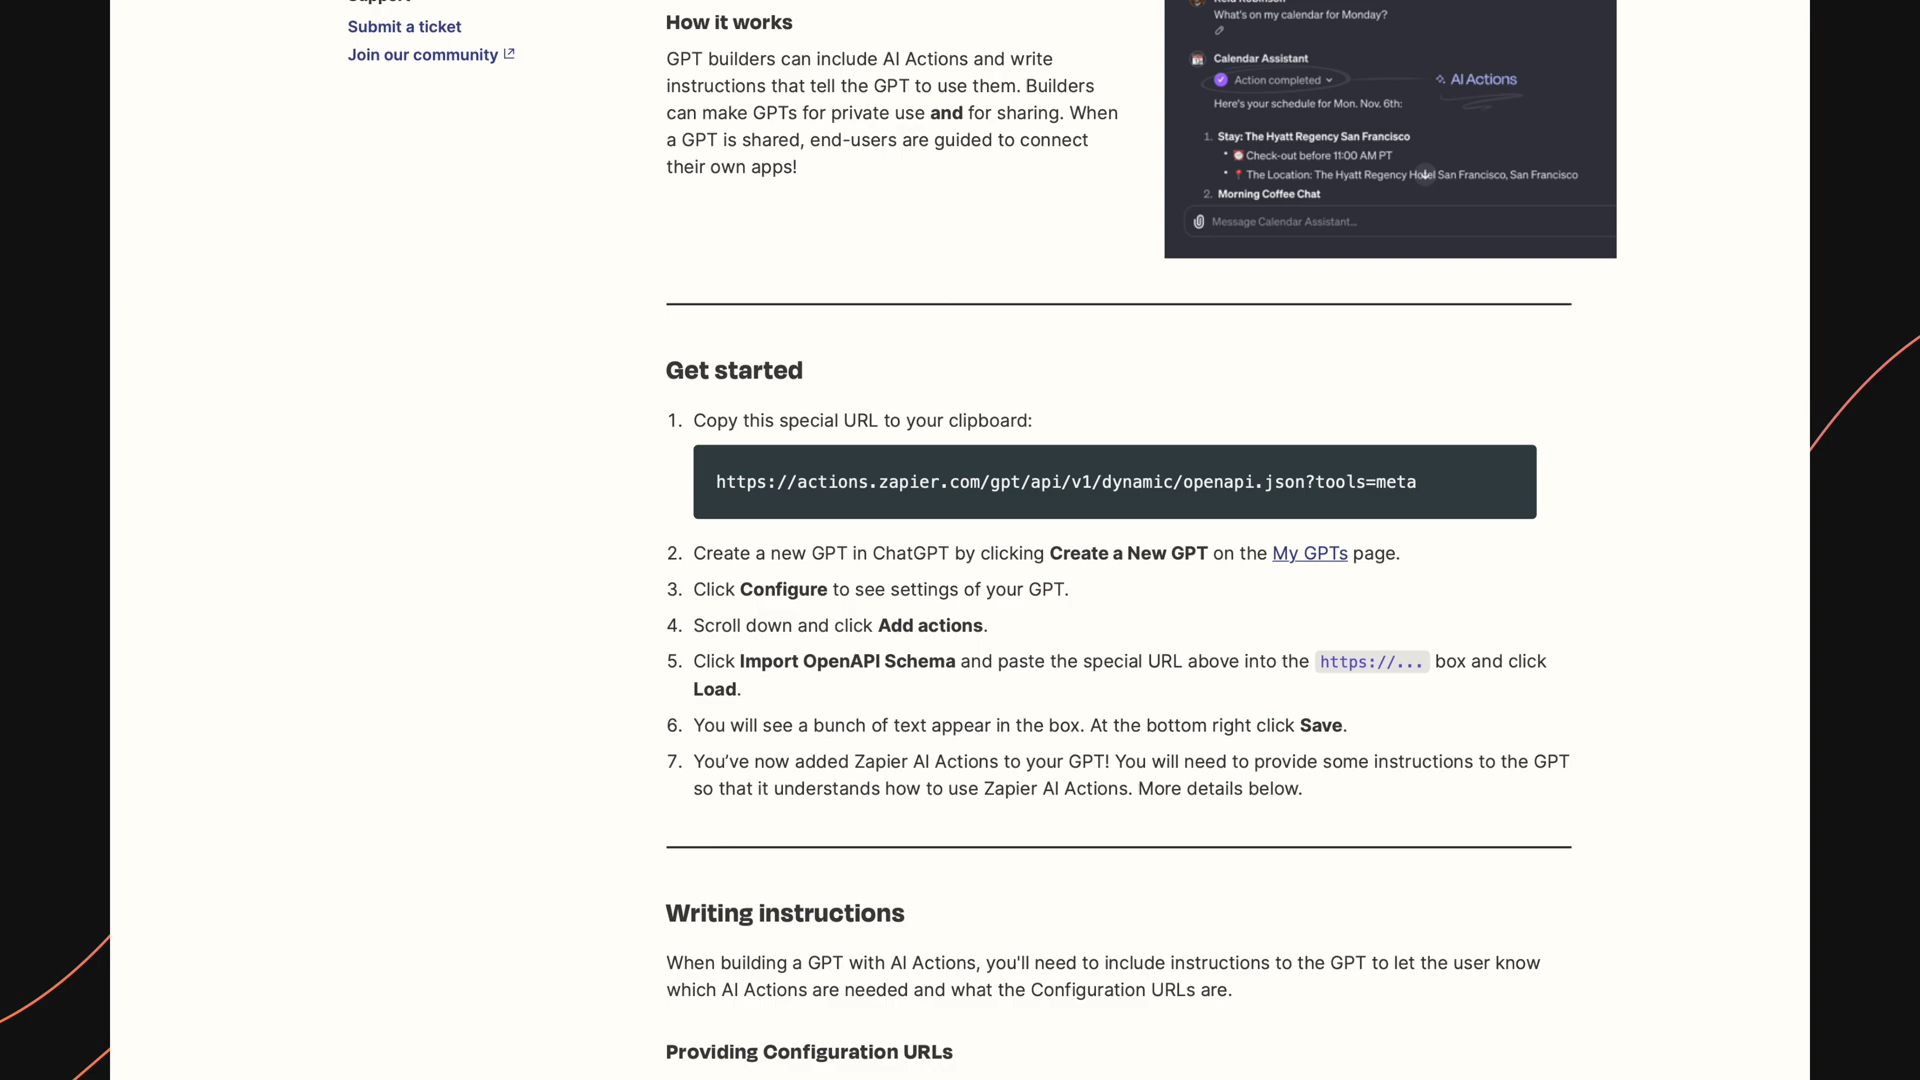 Submit a ticket
Join our community
How it works
GPT builders can include AI Actions and write
instructions that tell the GPT to use them. Builders
can make GPTs for private use and for sharing. When
a GPT is shared, end-users are guided to connect
their own apps!
What's on my calendar for Monday?
Calendar Assistant
Action completed
AI Actions
Here's your schedule for Mon. Nov. 6th:
1. Stay: The Hyatt Regency San Francisco
• Check-out before 11:00 AM PT
• The Location: The Hyatt Regency Hotel San Francisco, San Francisco
2. Morning Coffee Chat
Message Calendar Assistant...
Get started
1. Copy this special URL to your clipboard:
https://actions.zapier.com/gpt/api/v1/dynamic/openapi.json?tools=meta
2. Create a new GPT in ChatGPT by clicking Create a New GPT on the My GPTs page.
3. Click Configure to see settings of your GPT.
4. Scroll down and click Add actions.
5. Click Import OpenAPI Schema and paste the special URL above into the https://... box and click
Load.
6. You will see a bunch of text appear in the box. At the bottom right click Save.
7. You’ve now added Zapier AI Actions to your GPT! You will need to provide some instructions to the GPT
so that it understands how to use Zapier AI Actions. More details below.
Writing instructions
When building a GPT with AI Actions, you'll need to include instructions to the GPT to let the user know
which AI Actions are needed and what the Configuration URLs are.
Providing Configuration URLs